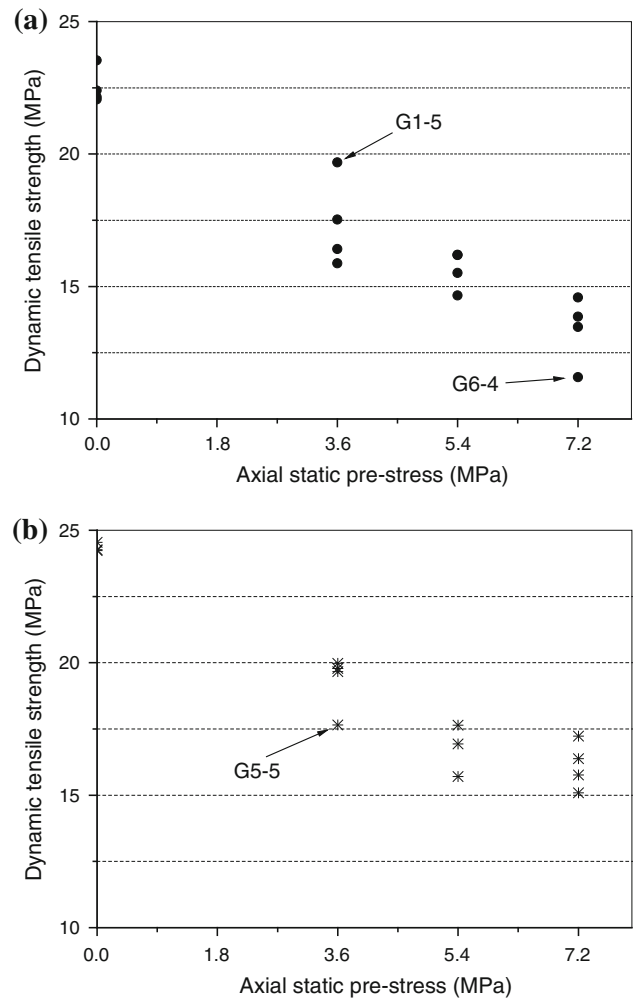 (a)
25
20
15
10
Dynamic tensile strength (MPa)
G1-5
G6-4
0.0 1.8 3.6 5.4 7.2
Axial static pre-stress (MPa)
(b)
25
20
15
10
Dynamic tensile strength (MPa)
G5-5
0.0 1.8 3.6 5.4 7.2
Axial static pre-stress (MPa)